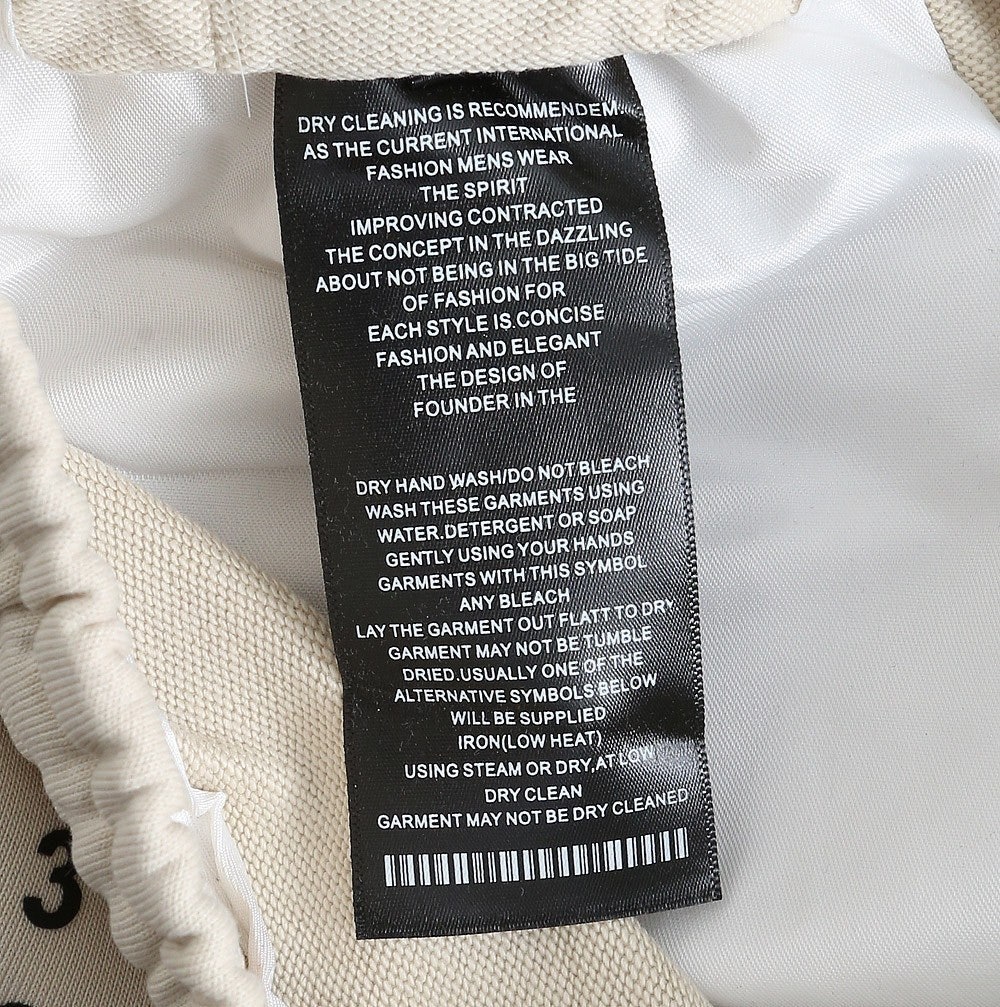 DRY CLEANING IS RECOMMENDEM
AS THE CURRENT INTERNATIONAL
FASHION MENS WEAR
THE SPIRIT
IMPROVING CONTRACTED
THE CONCEPT IN THE DAZZLING
ABOUT NOT BEING IN THE BIG TIDE
OF FASHION FOR
EACH STYLE IS.CONCISE
FASHION AND ELEGANT
THE DESIGN OF
FOUNDER IN THE
DRY HAND WASH/DO NOT BLEACH
WASH THESE GARMENTS USING
WATER.DETERGENT OR SOAP
GENTLY USING YOUR HANDS
GARMENTS WITH THIS SYMBOL
ANY BLEACH
LAY THE GARMENT OUT FLATT TO DRY
GARMENT MAY NOT BE TUMBLE
DRIED.USUALLY ONE OF THE
ALTERNATIVE SYMBOLS BELOW
WILL BE SUPPLIED
IRON(LOW HEAT)
USING STEAM OR DRY,AT LOW
DRY CLEAN
GARMENT MAY NOT BE DRY CLEANED
3